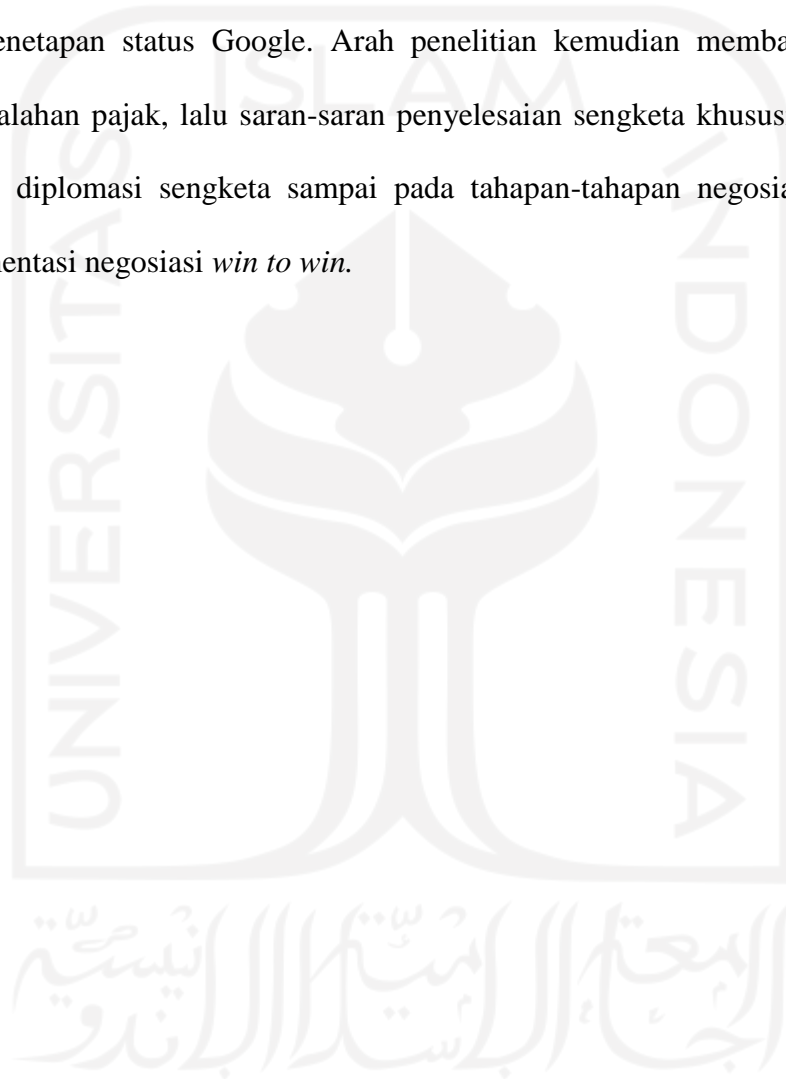 enetapan status Google. Arah penelitian kemudian memba
alahan pajak, lalu saran-saran penyelesaian sengketa khusus
diplomasi sengketa sampai pada tahapan-tahapan negosia
nentasi negosiasi win to win.
ISLAM
UNIVERSITAS
INDONESIA